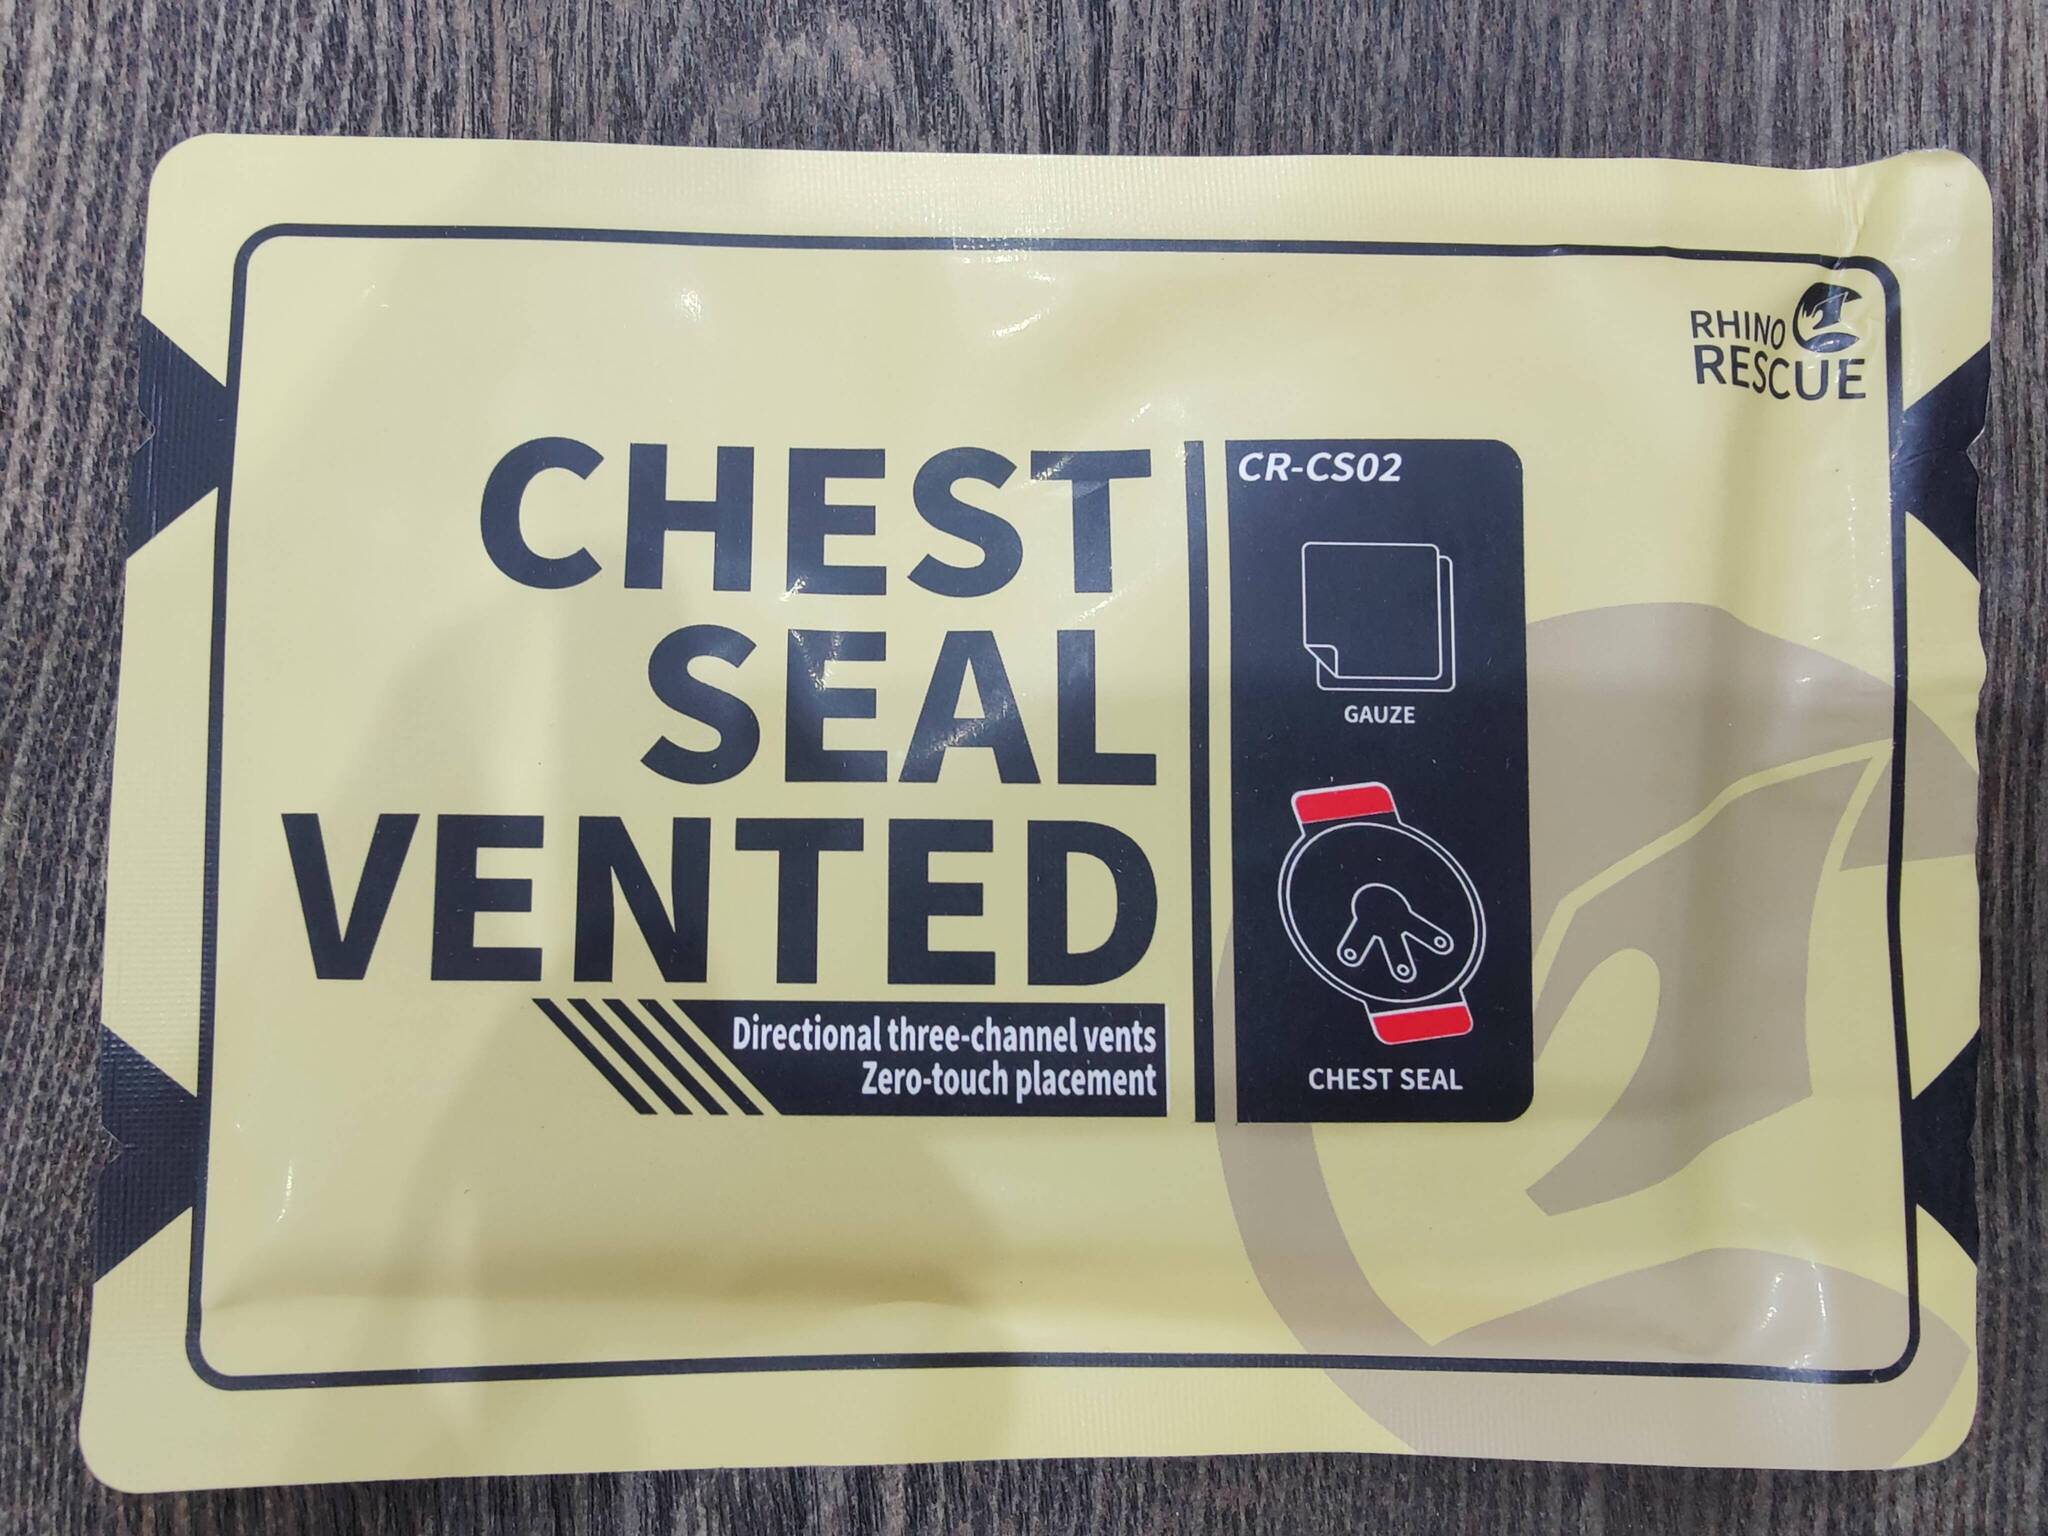 RHINO
RESCUE
CHEST
SEAL
VENTED
Directional three-channel vents
Zero-touch placement
CR-CS02
GAUZE
CHEST SEAL